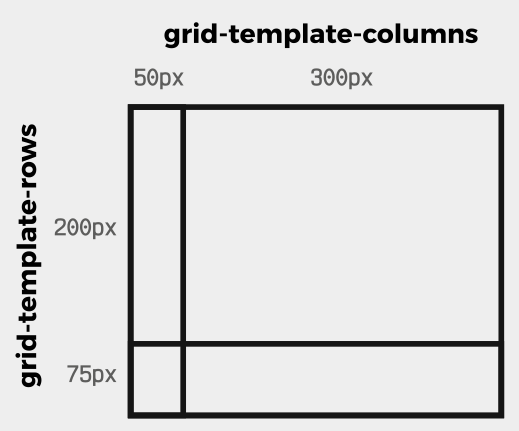 grid-template-columns
50px
300px
grid-template-rows
200px
75px